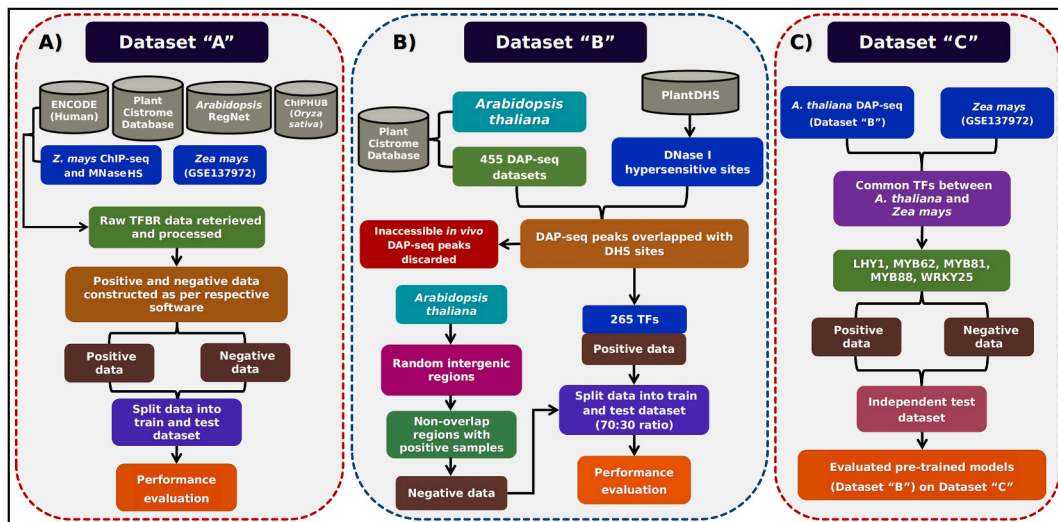 A)
Dataset “A”
ENCODE
(Human)
Plant
Cistrome
Database
Arabidopsis
RegNet
ChIPHUB
(Oryza
sativa)
Z. mays ChIP-seq
and MNaseHS
Zea mays
(GSE137972)
Raw TFBR data reterieved
and processed
Positive and negative data
constructed as per respective
software
Positive
data
Negative
data
Split data into
train and test
dataset
Performance
evaluation
B)
Dataset “B”
Plant
Cistrome
Database
Arabidopsis
thaliana
455 DAP-seq
datasets
PlantDHS
DNase I
hypersensitive sites
Inaccessible in vivo
DAP-seq peaks
discarded
DAP-seq peaks overlapped with
DHS sites
Arabidopsis
thaliana
265 TFs
Positive data
Random intergenic
regions
Split data into train
and test dataset
(70:30 ratio)
Non-overlap
regions with
positive samples
Negative data
Performance
evaluation
C)
Dataset “C”
A. thaliana DAP-seq
(Dataset “B”)
Zea mays
(GSE137972)
Common TFs between
A. thaliana and
Zea mays
LHY1, MYB62, MYB81,
MYB88, WRKY25
Positive
data
Negative
data
Independent test
dataset
Evaluated pre-trained models
(Dataset “B”) on Dataset “C”